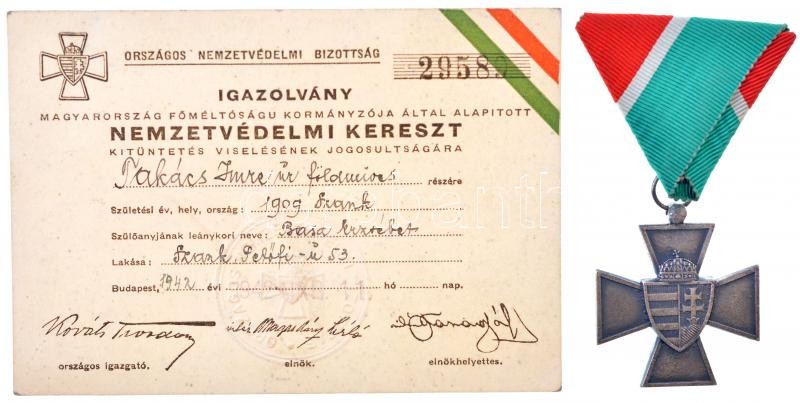 ORSZÁGOS NEMZETVÉDELMI BIZOTTSÁG
29589
IGAZOLVÁNY
MAGYARORSZÁG FŐMÉLTÓSÁGU KORMÁNYZÓJA ÁLTAL ALAPITOTT
NEMZETVÉDELMI KERESZT
KITÜNTETÉS VISELÉSÉNEK JOGOSULTSÁGÁRA
Takács Imre úr földmíves részére
Születési év, hely, ország: 1909 Szank
Szülőanyjának leánykori neve: Basa Erzsébet
Lakása: Szank. Petőfi-u 53.
Budapest, 1942 évi hó nap.
országos igazgató. elnök. elnökhelyettes.